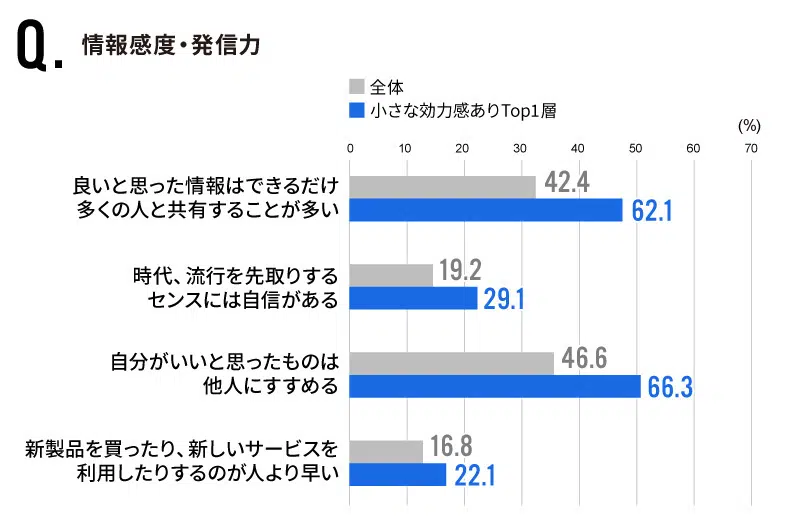 Q. 情報感度・発信力
全体
小さな効力感ありTop1層
(%)
0 10 20 30 40 50 60 70
良いと思った情報はできるだけ
多くの人と共有することが多い
42.4
62.1
時代、流行を先取りする
センスには自信がある
19.2
29.1
自分がいいと思ったものは
他人にすすめる
46.6
66.3
新製品を買ったり、新しいサービスを
利用したりするのが人より早い
16.8
22.1